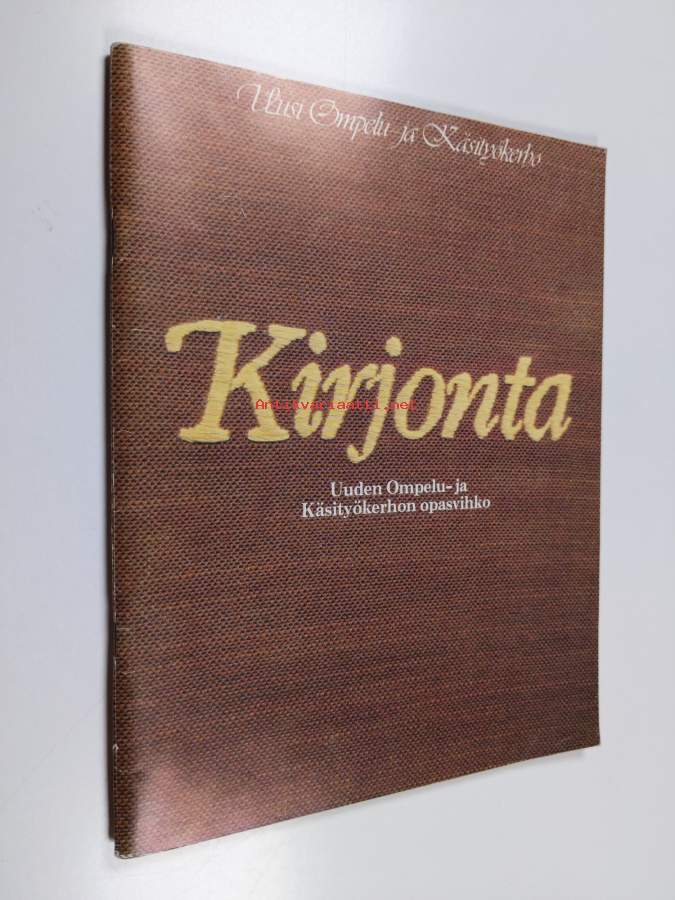 Uusi Ompelu- ja Käsityökerho
Kirjonta
Antikvariaatti.net
Uuden Ompelu- ja
Käsityökerhon opasvihko